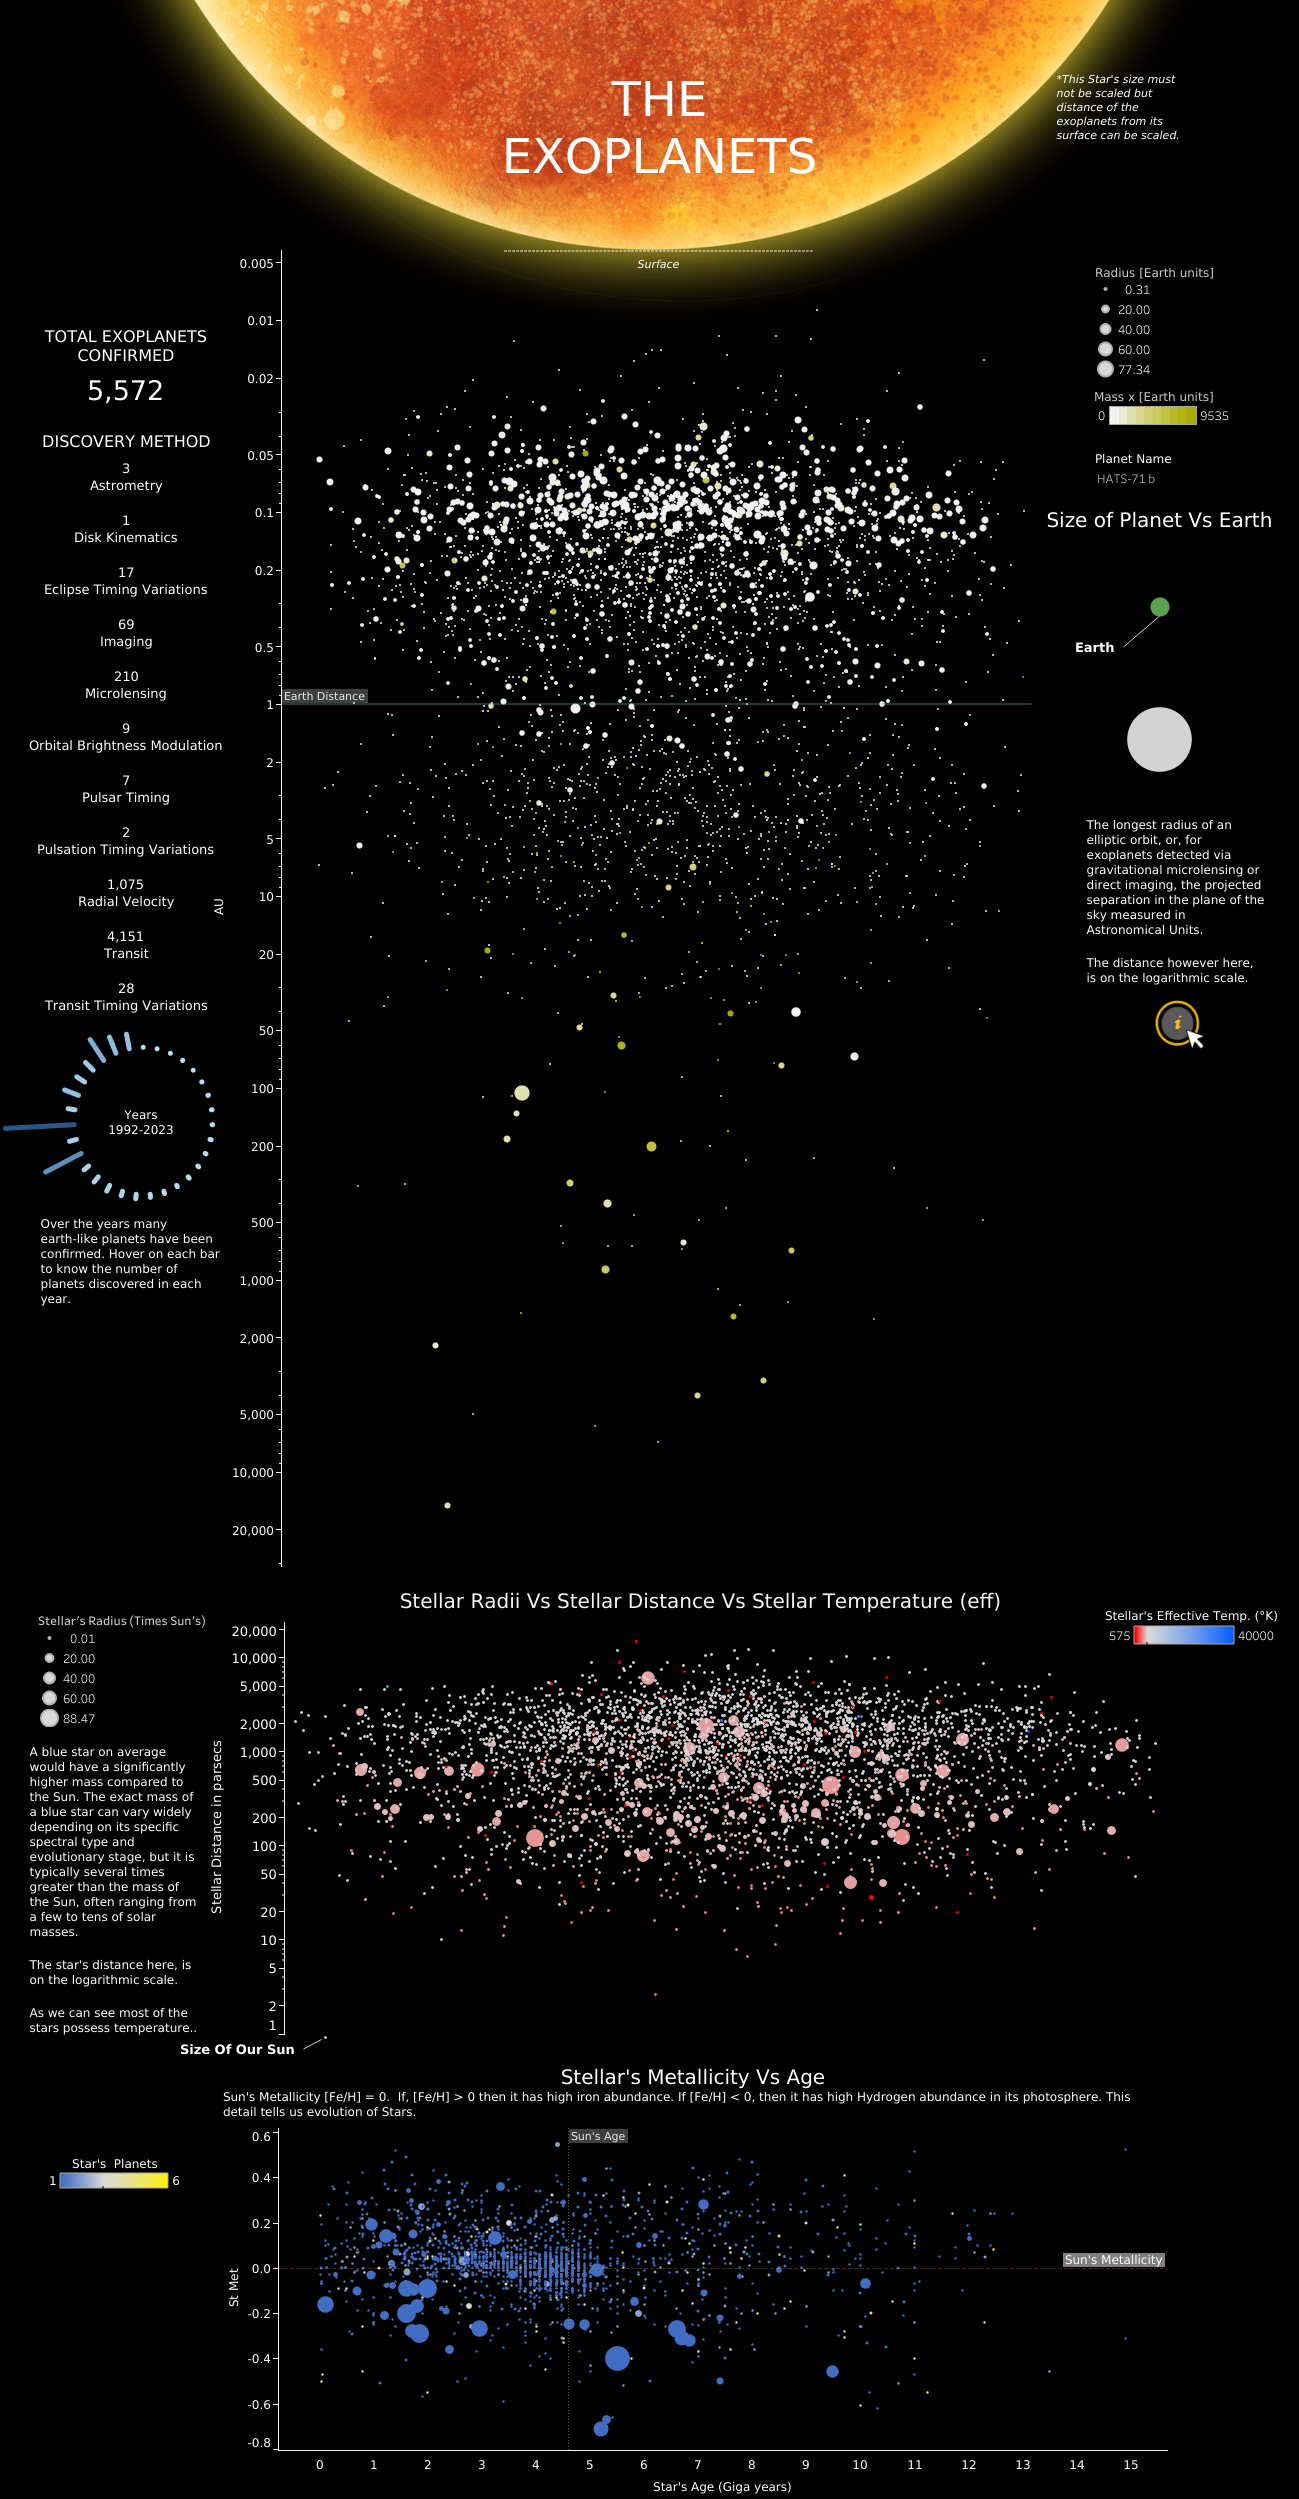 THE
EXOPLANETS
*This Star's size must
not be scaled but
distance of the
exoplanets from its
surface can be scaled.
Surface
TOTAL EXOPLANETS
CONFIRMED
5,572
DISCOVERY METHOD
3
Astrometry
1
Disk Kinematics
17
Eclipse Timing Variations
69
Imaging
210
Microlensing
9
Orbital Brightness Modulation
7
Pulsar Timing
2
Pulsation Timing Variations
1,075
Radial Velocity
4,151
Transit
28
Transit Timing Variations
Years
1992-2023
Over the years many
earth-like planets have been
confirmed. Hover on each bar
to know the number of
planets discovered in each
year.
AU
0.005
0.01
0.02
0.05
0.1
0.2
0.5
1
2
5
10
20
50
100
200
500
1,000
2,000
5,000
10,000
20,000
Earth Distance
Radius [Earth units]
0.31
20.00
40.00
60.00
77.34
Mass x [Earth units]
0 9535
Planet Name
HATS-71 b
Size of Planet Vs Earth
Earth
The longest radius of an
elliptic orbit, or, for
exoplanets detected via
gravitational microlensing or
direct imaging, the projected
separation in the plane of the
sky measured in
Astronomical Units.
The distance however here,
is on the logarithmic scale.
i
Stellar Radii Vs Stellar Distance Vs Stellar Temperature (eff)
Stellar's Radius (Times Sun's)
0.01
20.00
40.00
60.00
88.47
Stellar's Effective Temp. (°K)
575 40000
A blue star on average
would have a significantly
higher mass compared to
the Sun. The exact mass of
a blue star can vary widely
depending on its specific
spectral type and
evolutionary stage, but it is
typically several times
greater than the mass of
the Sun, often ranging from
a few to tens of solar
masses.
The star's distance here, is
on the logarithmic scale.
As we can see most of the
stars possess temperature..
Stellar Distance in parsecs
20,000
10,000
5,000
2,000
1,000
500
200
100
50
20
10
5
2
1
Size Of Our Sun
Stellar's Metallicity Vs Age
Sun's Metallicity [Fe/H] = 0.  If, [Fe/H] > 0 then it has high iron abundance. If [Fe/H] < 0, then it has high Hydrogen abundance in its photosphere. This
detail tells us evolution of Stars.
Star's  Planets
1 6
Sun's Age
Sun's Metallicity
St Met
0.6
0.4
0.2
0.0
-0.2
-0.4
-0.6
-0.8
0 1 2 3 4 5 6 7 8 9 10 11 12 13 14 15
Star's Age (Giga years)